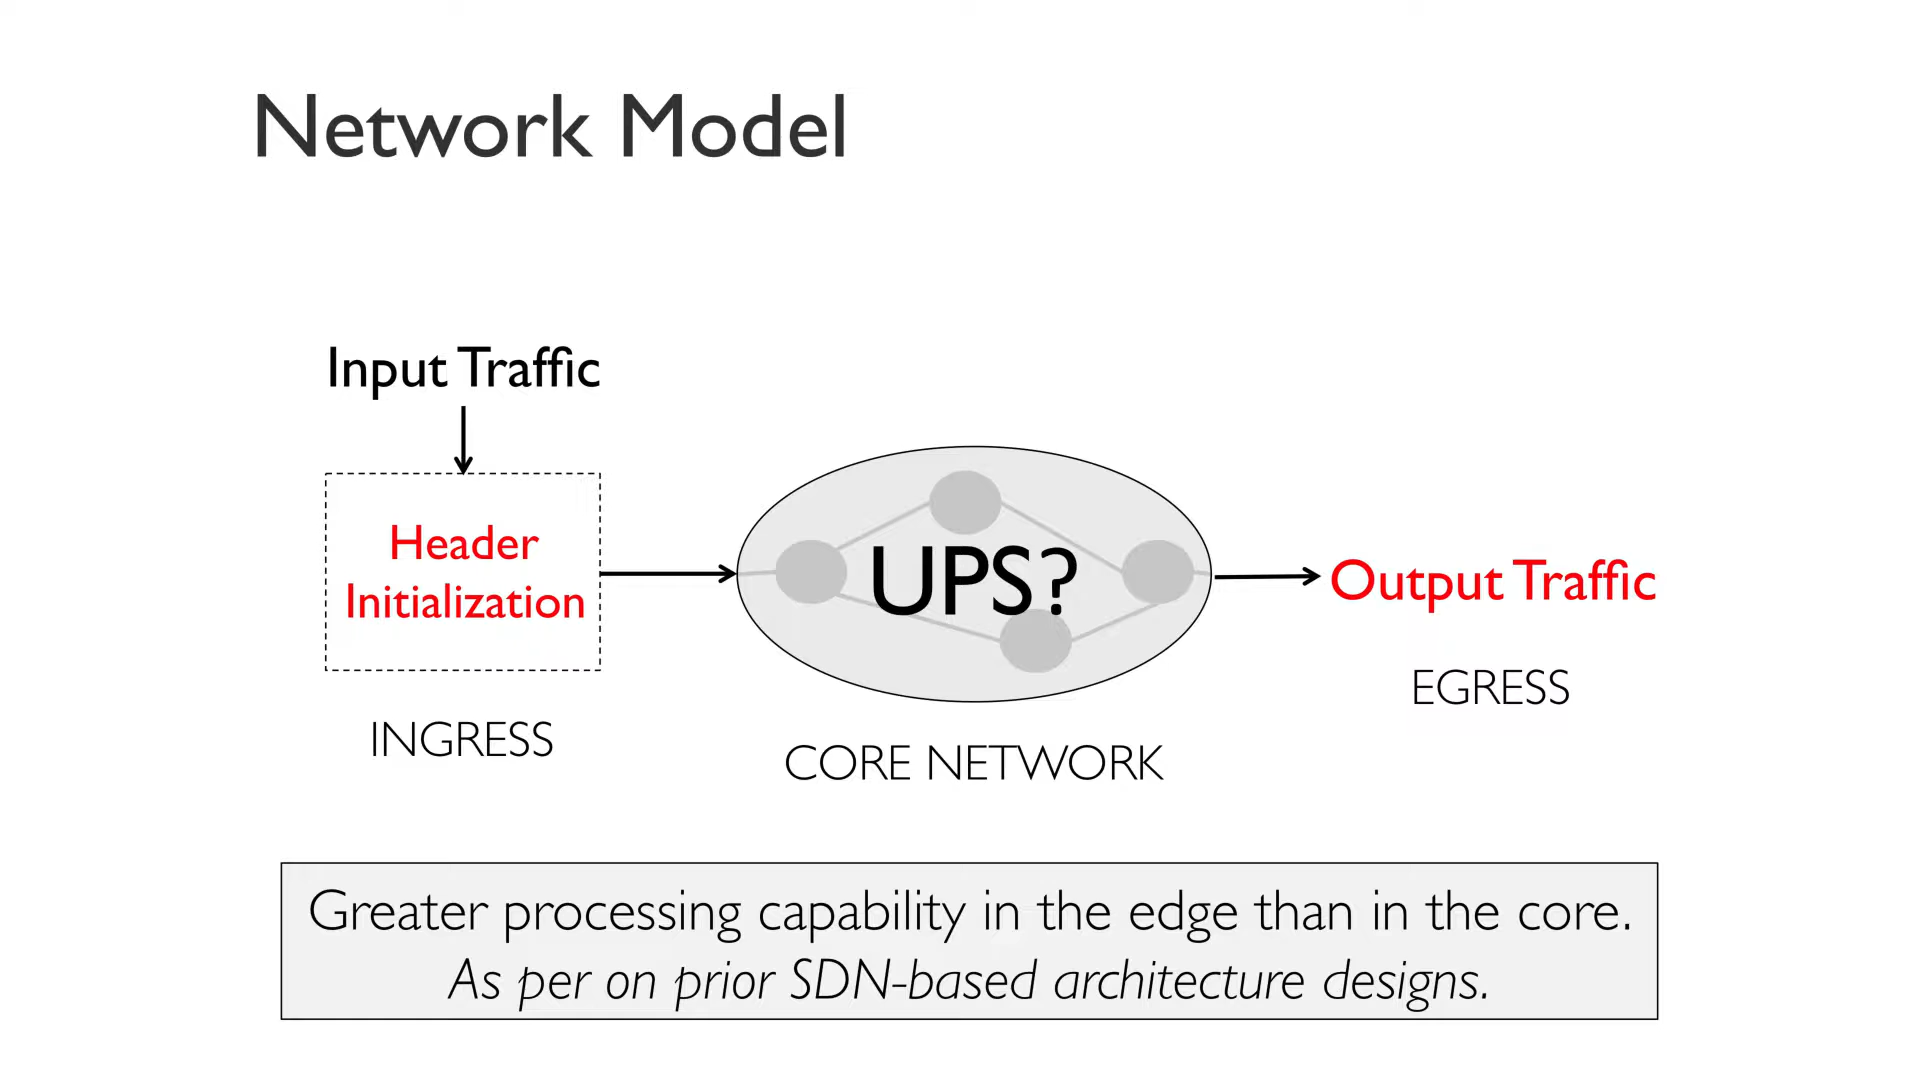 Network Model
Input Traffic
Header
Initialization
INGRESS
UPS?
CORE NETWORK
Output Traffic
EGRESS
Greater processing capability in the edge than in the core.
As per on prior SDN-based architecture designs.